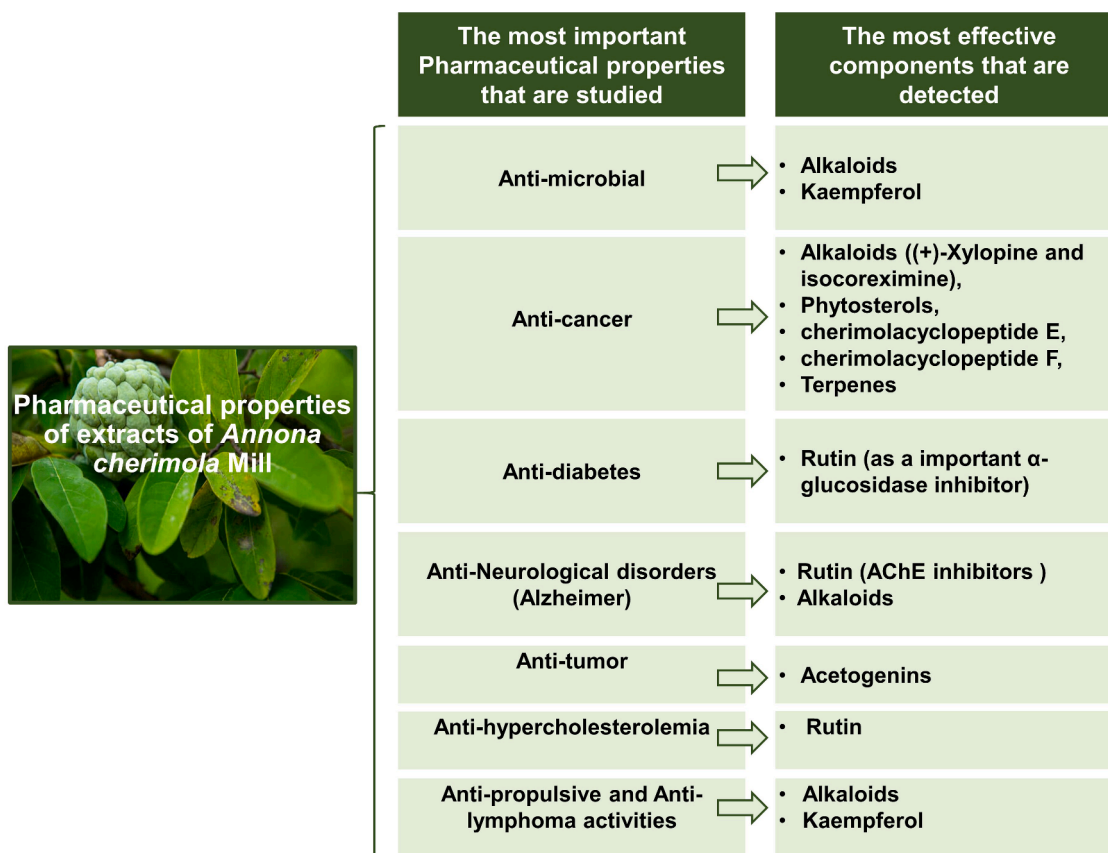 The most important
Pharmaceutical properties
that are studied
The most effective
components that are
detected
Pharmaceutical properties
of extracts of Annona
cherimola Mill
Anti-microbial
• Alkaloids
• Kaempferol
Anti-cancer
• Alkaloids ((+)-Xylopine and
isocoreximine),
• Phytosterols,
• cherimolacyclopeptide E,
• cherimolacyclopeptide F,
• Terpenes
Anti-diabetes
• Rutin (as a important α-
glucosidase inhibitor)
Anti-Neurological disorders
(Alzheimer)
• Rutin (AChE inhibitors )
• Alkaloids
Anti-tumor
• Acetogenins
Anti-hypercholesterolemia
• Rutin
Anti-propulsive and Anti-
lymphoma activities
• Alkaloids
• Kaempferol